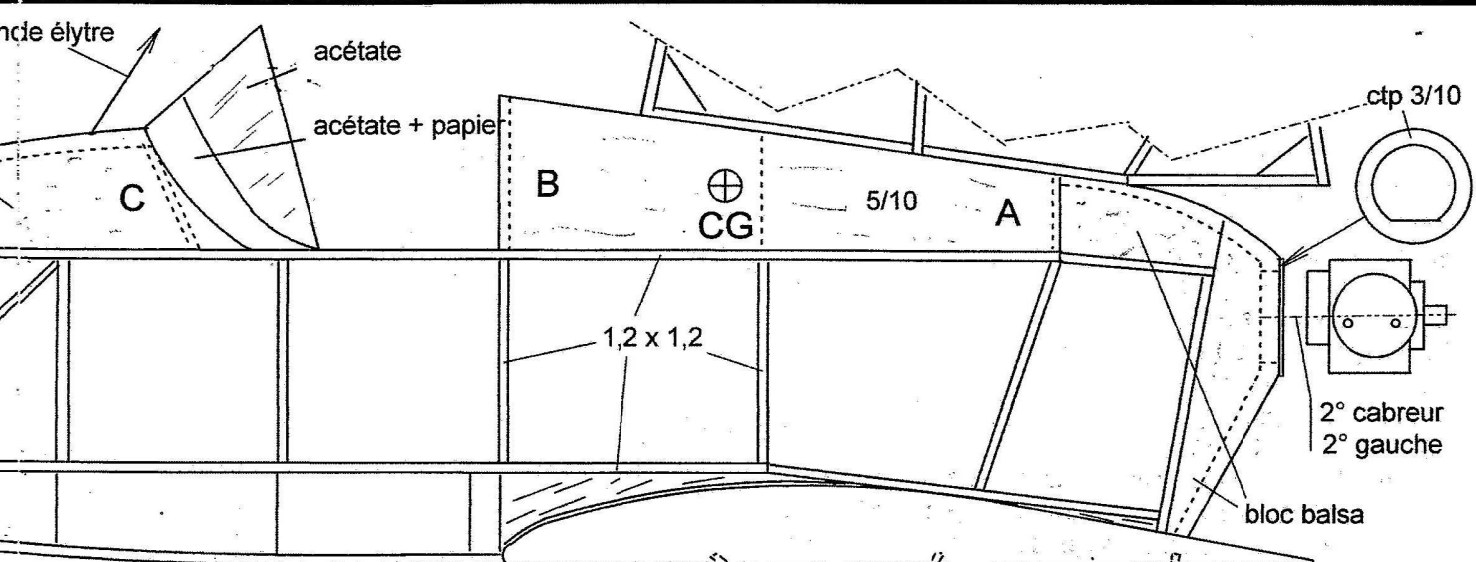 élytre
acétate
acétate + papier
ctp 3/10
C
B
CG
5/10
A
1,2 x 1,2
2° cabreur
2° gauche
bloc balsa